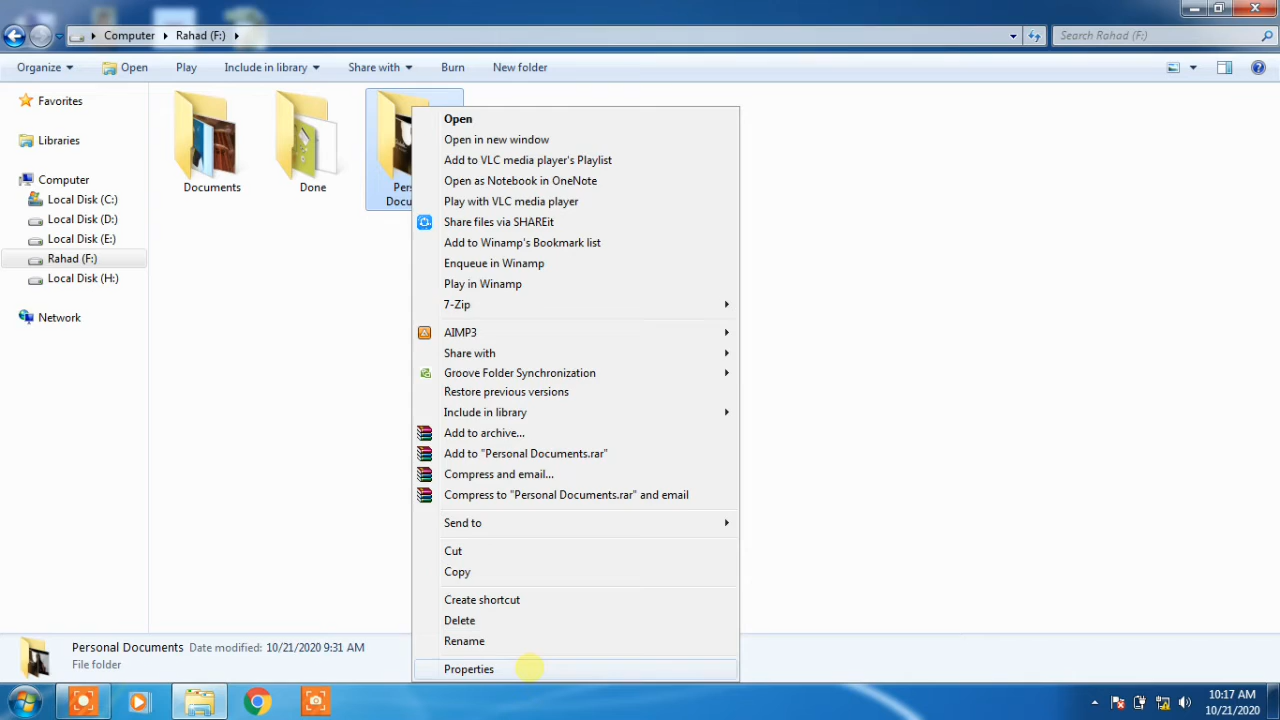 Computer Rahad (F:)
Search Rahad (F:)
Organize Open Play Include in library Share with Burn New folder
Favorites
Libraries
Computer
Local Disk (C:)
Local Disk (D:)
Local Disk (E:)
Rahad (F:)
Local Disk (H:)
Network
Documents
Done
Pers
Docu
Open
Open in new window
Add to VLC media player's Playlist
Open as Notebook in OneNote
Play with VLC media player
Share files via SHAREit
Add to Winamp's Bookmark list
Enqueue in Winamp
Play in Winamp
7-Zip
AIMP3
Share with
Groove Folder Synchronization
Restore previous versions
Include in library
Add to archive...
Add to "Personal Documents.rar"
Compress and email...
Compress to "Personal Documents.rar" and email
Send to
Cut
Copy
Create shortcut
Delete
Rename
Properties
Personal Documents Date modified: 10/21/2020 9:31 AM
File folder
10:17 AM
10/21/2020